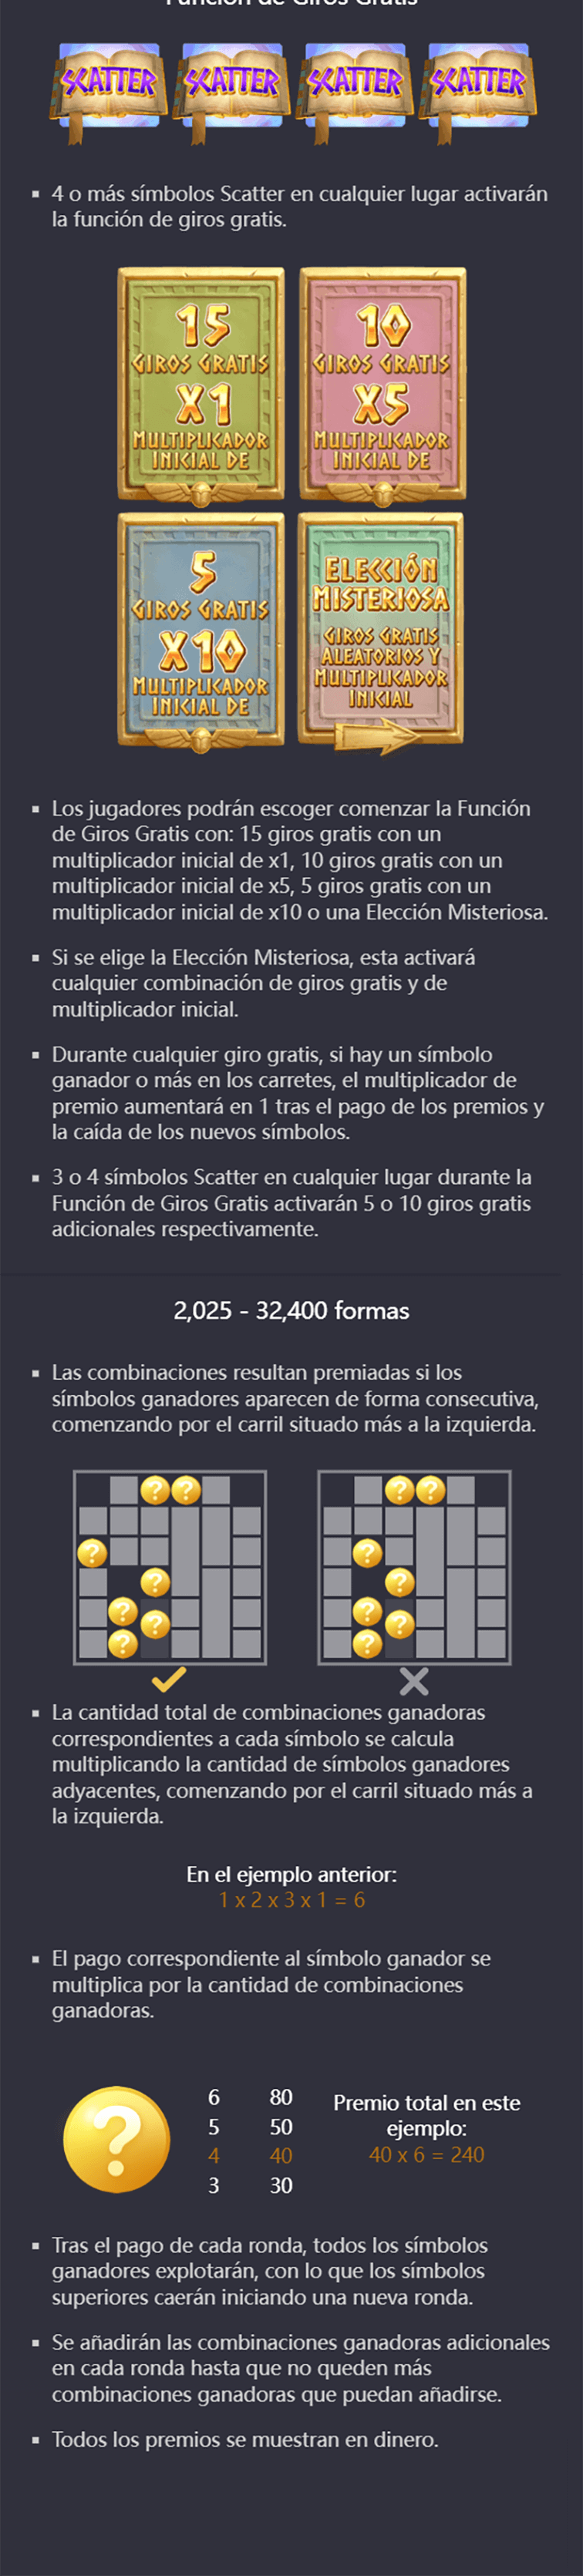 Función de Giros Gratis
SCATTER SCATTER SCATTER SCATTER
4 o más símbolos Scatter en cualquier lugar activarán
la función de giros gratis.
15
GIROS GRATIS
X1
MULTIPLICADOR
INICIAL DE
10
GIROS GRATIS
X5
MULTIPLICADOR
INICIAL DE
5
GIROS GRATIS
X10
MULTIPLICADOR
INICIAL DE
ELECCIÓN
MISTERIOSA
GIROS GRATIS
ALEATORIOS Y
MULTIPLICADOR
INICIAL
Los jugadores podrán escoger comenzar la Función
de Giros Gratis con: 15 giros gratis con un
multiplicador inicial de x1, 10 giros gratis con un
multiplicador inicial de x5, 5 giros gratis con un
multiplicador inicial de x10 o una Elección Misteriosa.
Si se elige la Elección Misteriosa, esta activará
cualquier combinación de giros gratis y de
multiplicador inicial.
Durante cualquier giro gratis, si hay un símbolo
ganador o más en los carretes, el multiplicador de
premio aumentará en 1 tras el pago de los premios y
la caída de los nuevos símbolos.
3 o 4 símbolos Scatter en cualquier lugar durante la
Función de Giros Gratis activarán 5 o 10 giros gratis
adicionales respectivamente.
2,025 - 32,400 formas
Las combinaciones resultan premiadas si los
símbolos ganadores aparecen de forma consecutiva,
comenzando por el carril situado más a la izquierda.
? ? ? ?
? ?
? ?
? ? ? ?
? ?
La cantidad total de combinaciones ganadoras
correspondientes a cada símbolo se calcula
multiplicando la cantidad de símbolos ganadores
adyacentes, comenzando por el carril situado más a
la izquierda.
En el ejemplo anterior:
1 x 2 x 3 x 1 = 6
El pago correspondiente al símbolo ganador se
multiplica por la cantidad de combinaciones
ganadoras.
?
6 80
5 50
4 40
3 30
Premio total en este
ejemplo:
40 x 6 = 240
Tras el pago de cada ronda, todos los símbolos
ganadores explotarán, con lo que los símbolos
superiores caerán iniciando una nueva ronda.
Se añadirán las combinaciones ganadoras adicionales
en cada ronda hasta que no queden más
combinaciones ganadoras que puedan añadirse.
Todos los premios se muestran en dinero.